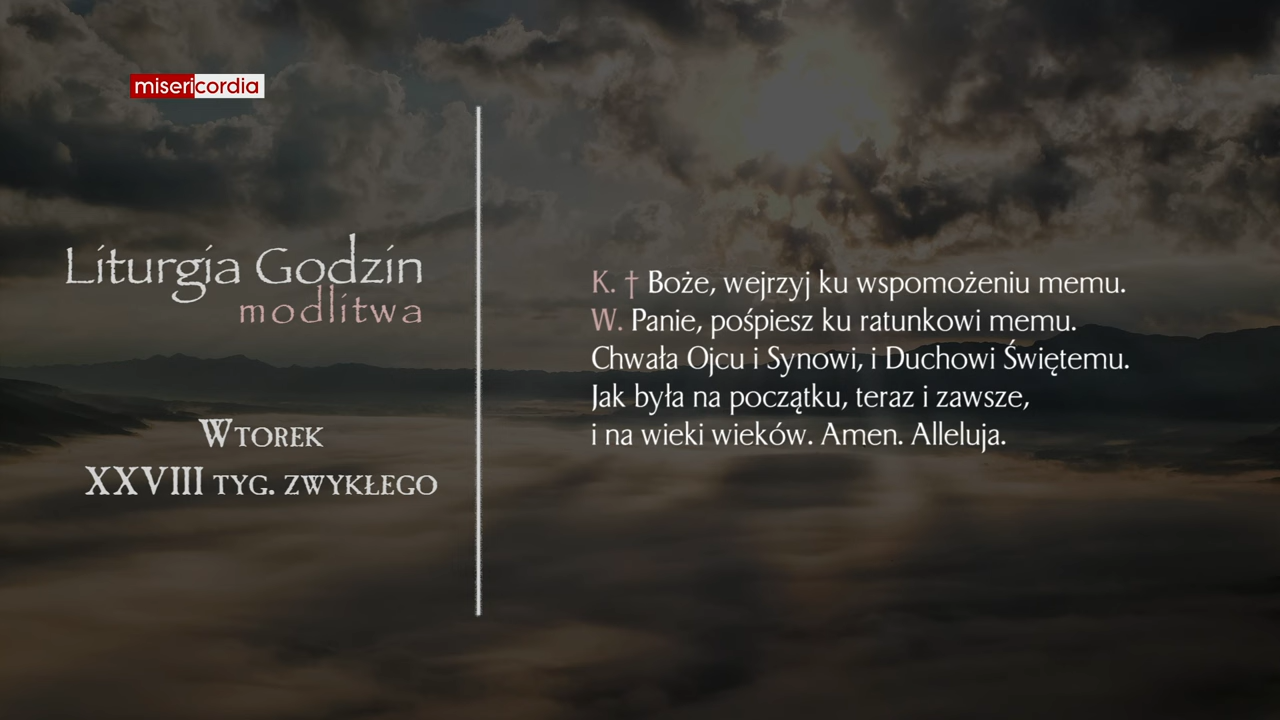 misericordia
Liturgia Godzin
modlitwa
Wtorek
XXVIII tyg. zwykłego
K. † Boże, wejrzyj ku wspomożeniu memu.
W. Panie, pośpiesz ku ratunkowi memu.
Chwała Ojcu i Synowi, i Duchowi Świętemu.
Jak była na początku, teraz i zawsze,
i na wieki wieków. Amen. Alleluja.